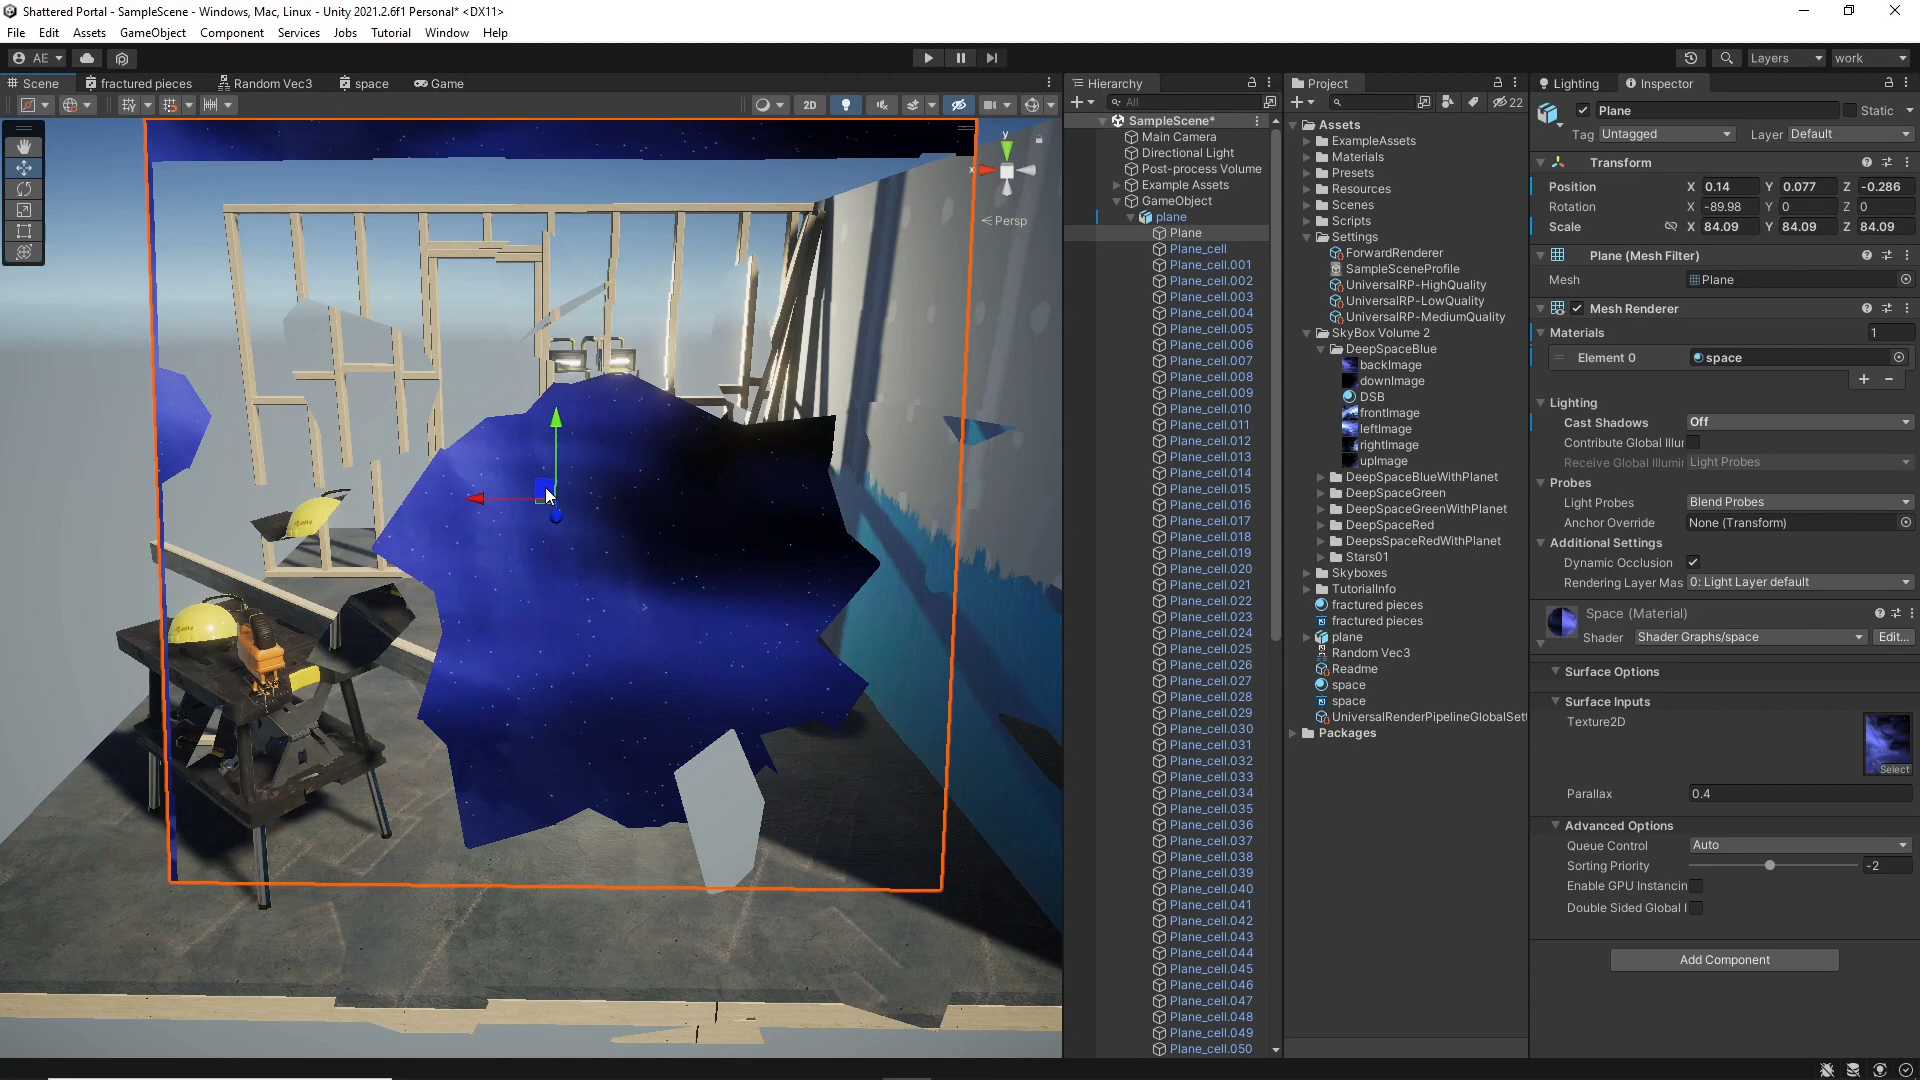 Shattered Portal - SampleScene - Windows, Mac, Linux - Unity 2021.2.6f1 Personal* <DX11>
File Edit Assets GameObject Component Services Jobs Tutorial Window Help
AE
Layers work
Scene fractured pieces Random Vec3 space Game
2D
y
x
Persp
Hierarchy
All
SampleScene*
Main Camera
Directional Light
Post-process Volume
Example Assets
GameObject
plane
Plane
Plane_cell
Plane_cell.001
Plane_cell.002
Plane_cell.003
Plane_cell.004
Plane_cell.005
Plane_cell.006
Plane_cell.007
Plane_cell.008
Plane_cell.009
Plane_cell.010
Plane_cell.011
Plane_cell.012
Plane_cell.013
Plane_cell.014
Plane_cell.015
Plane_cell.016
Plane_cell.017
Plane_cell.018
Plane_cell.019
Plane_cell.020
Plane_cell.021
Plane_cell.022
Plane_cell.023
Plane_cell.024
Plane_cell.025
Plane_cell.026
Plane_cell.027
Plane_cell.028
Plane_cell.029
Plane_cell.030
Plane_cell.031
Plane_cell.032
Plane_cell.033
Plane_cell.034
Plane_cell.035
Plane_cell.036
Plane_cell.037
Plane_cell.038
Plane_cell.039
Plane_cell.040
Plane_cell.041
Plane_cell.042
Plane_cell.043
Plane_cell.044
Plane_cell.045
Plane_cell.046
Plane_cell.047
Plane_cell.048
Plane_cell.049
Plane_cell.050
Project
22
Assets
ExampleAssets
Materials
Presets
Resources
Scenes
Scripts
Settings
ForwardRenderer
SampleSceneProfile
UniversalRP-HighQuality
UniversalRP-LowQuality
UniversalRP-MediumQuality
SkyBox Volume 2
DeepSpaceBlue
backImage
downImage
DSB
frontImage
leftImage
rightImage
upImage
DeepSpaceBlueWithPlanet
DeepSpaceGreen
DeepSpaceGreenWithPlanet
DeepSpaceRed
DeepsSpaceRedWithPlanet
Stars01
Skyboxes
TutorialInfo
fractured pieces
fractured pieces
plane
Random Vec3
Readme
space
space
UniversalRenderPipelineGlobalSett
Packages
Lighting Inspector
Plane Static
Tag Untagged Layer Default
Transform
Position X 0.14 Y 0.077 Z -0.286
Rotation X -89.98 Y 0 Z 0
Scale X 84.09 Y 84.09 Z 84.09
Plane (Mesh Filter)
Mesh Plane
Mesh Renderer
Materials 1
Element 0 space
Lighting
Cast Shadows Off
Contribute Global Illur
Receive Global Illumir Light Probes
Probes
Light Probes Blend Probes
Anchor Override None (Transform)
Additional Settings
Dynamic Occlusion
Rendering Layer Mas 0: Light Layer default
Space (Material)
Shader Shader Graphs/space Edit...
Surface Options
Surface Inputs
Texture2D
Select
Parallax 0.4
Advanced Options
Queue Control Auto
Sorting Priority -2
Enable GPU Instancin
Double Sided Global I
Add Component